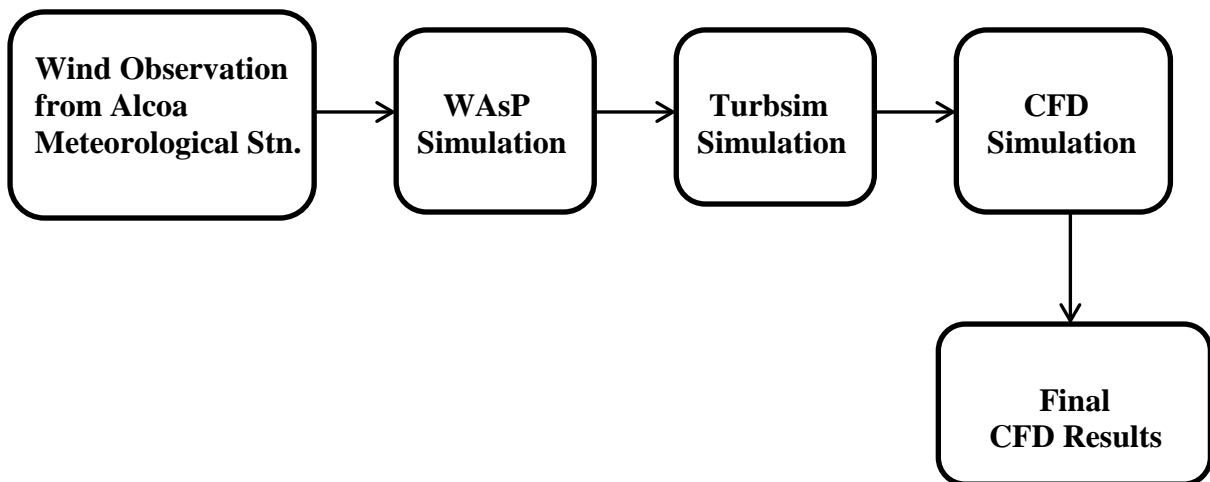 Wind Observation
from Alcoa
Meteorological Stn.
WAsP
Simulation
Turbsim
Simulation
CFD
Simulation
Final
CFD Results